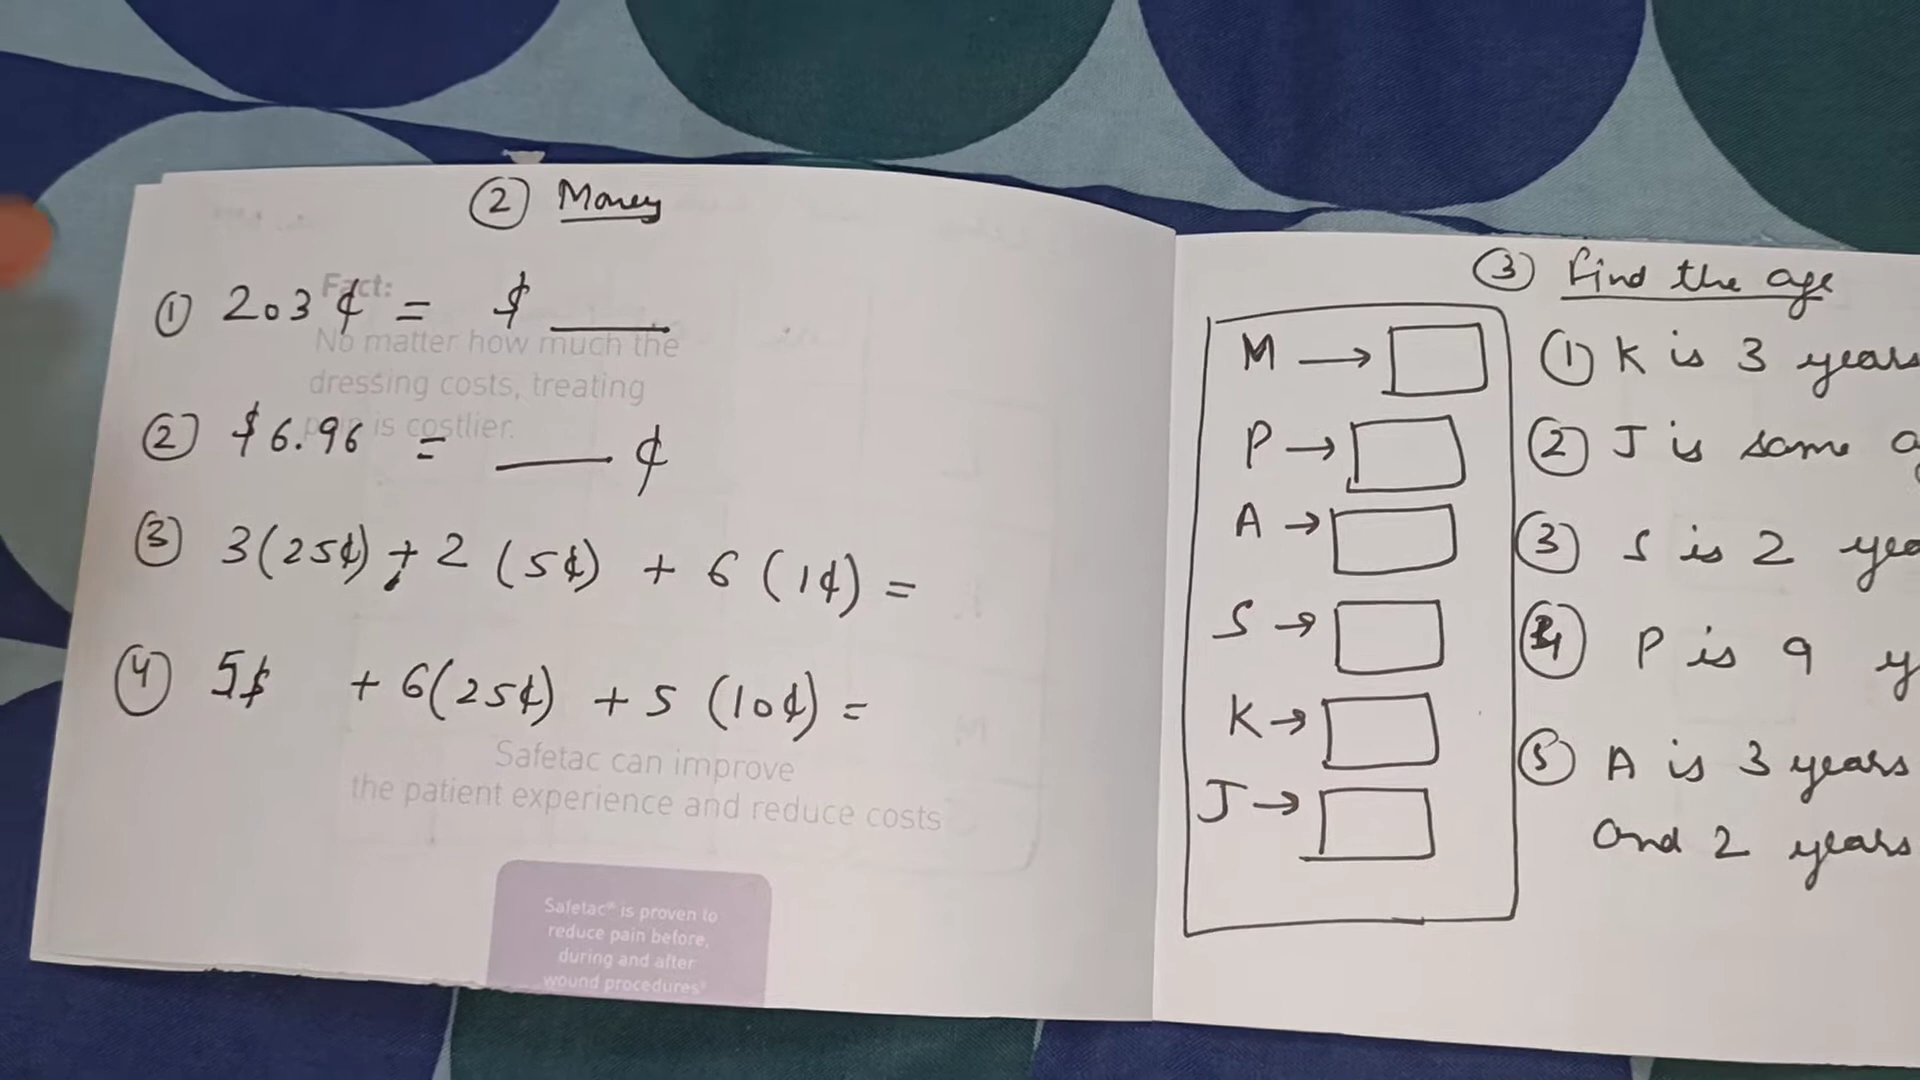 ② Money
① 203¢ = $ ___
② $6.96 = ___ ¢
③ 3(25¢) + 2 (5¢) + 6 (1¢) =
④ 5$ + 6(25¢) + 5 (10¢) =
Fact:
No matter how much the
dressing costs, treating
is costlier.
Safetac can improve
the patient experience and reduce costs
Safetac® is proven to
reduce pain before,
during and after
wound procedures
③ Find the age
M →
P →
A →
S →
K →
J →
① K is 3 years
② J is same
③ S is 2
④ P is 9
⑤ A is 3 years
and 2 years